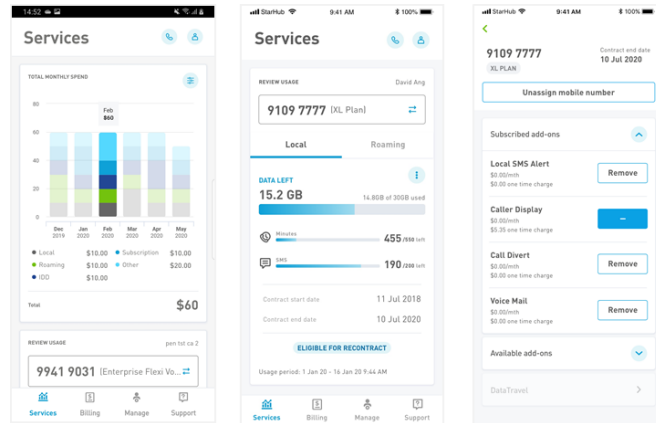 14:52
Services
TOTAL MONTHLY SPEND
80
60
40
20
0
Feb
$60
Dec 2019
Jan 2020
Feb 2020
Mar 2020
Apr 2020
May 2020
Local $10.00
Subscription $10.00
Roaming $10.00
Other $20.00
IDD $10.00
Total $60
REVIEW USAGE pen tst ca 2
9941 9031 (Enterprise Flexi Vo...
Services Billing Manage Support
StarHub 9:41 AM 100%
Services
REVIEW USAGE David Ang
9109 7777 (XL Plan)
Local Roaming
DATA LEFT
15.2 GB 14.8GB of 30GB used
Minutes
455/550 left
SMS
190/200 left
Contract start date 11 Jul 2018
Contract end date 10 Jul 2020
ELIGIBLE FOR RECONTRACT
Usage period: 1 Jan 20 - 16 Jan 20 9:44 AM
Services Billing Manage Support
StarHub 9:41 AM 100%
9109 7777
XL PLAN
Contract end date
10 Jul 2020
Unassign mobile number
Subscribed add-ons
Local SMS Alert
$0.00/mth
$0.00 one time charge
Remove
Caller Display
$0.00/mth
$5.35 one time charge
Call Divert
$0.00/mth
$0.00 one time charge
Remove
Voice Mail
$0.00/mth
$0.00 one time charge
Remove
Available add-ons
DataTravel